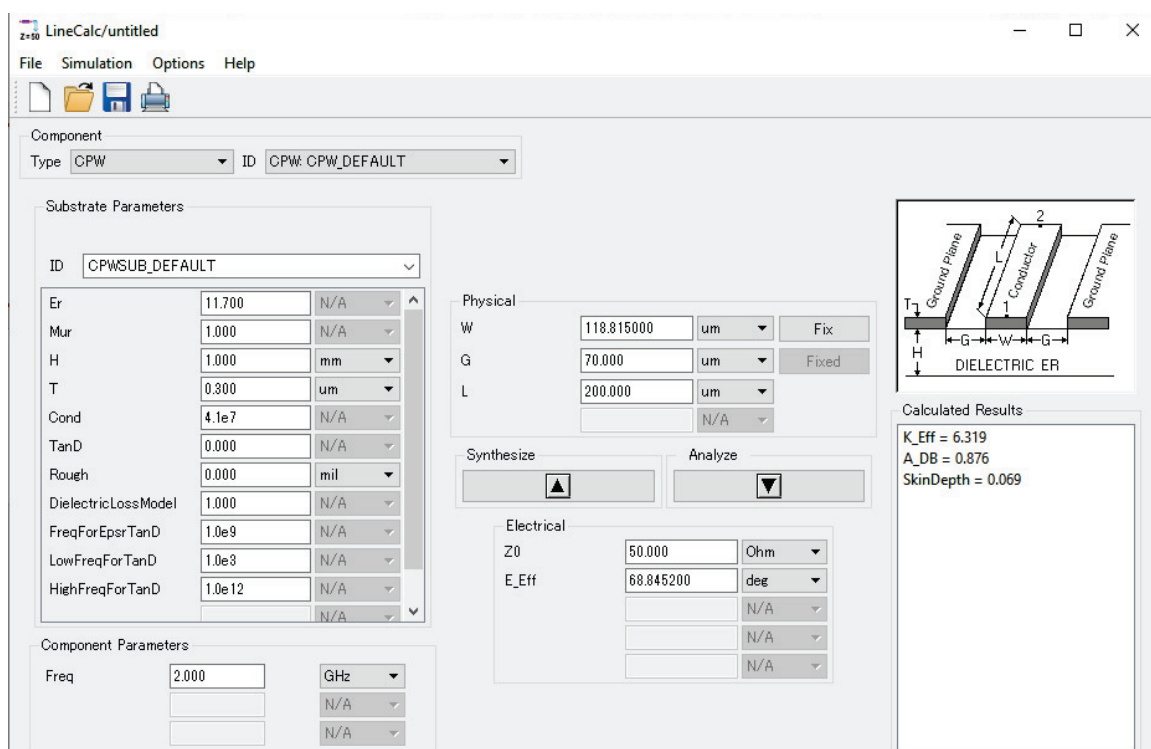 Z=50 LineCalc/untitled
File Simulation Options Help
Component
Type CPW ID CPW: CPW_DEFAULT
Substrate Parameters
ID CPWSUB_DEFAULT
Er 11.700 N/A
Mur 1.000 N/A
H 1.000 mm
T 0.300 um
Cond 4.1e7 N/A
TanD 0.000 N/A
Rough 0.000 mil
DielectricLossModel 1.000 N/A
FreqForEpsrTanD 1.0e9 N/A
LowFreqForTanD 1.0e3 N/A
HighFreqForTanD 1.0e12 N/A
N/A
Component Parameters
Freq 2.000 GHz
N/A
N/A
Physical
W 118.815000 um Fix
G 70.000 um Fixed
L 200.000 um
N/A
Synthesize Analyze
Electrical
Z0 50.000 Ohm
E_Eff 68.845200 deg
N/A
N/A
N/A
2
Ground Plane
L
Conductor
Ground Plane
T
1
G W G
H
DIELECTRIC ER
Calculated Results
K_Eff = 6.319
A_DB = 0.876
SkinDepth = 0.069